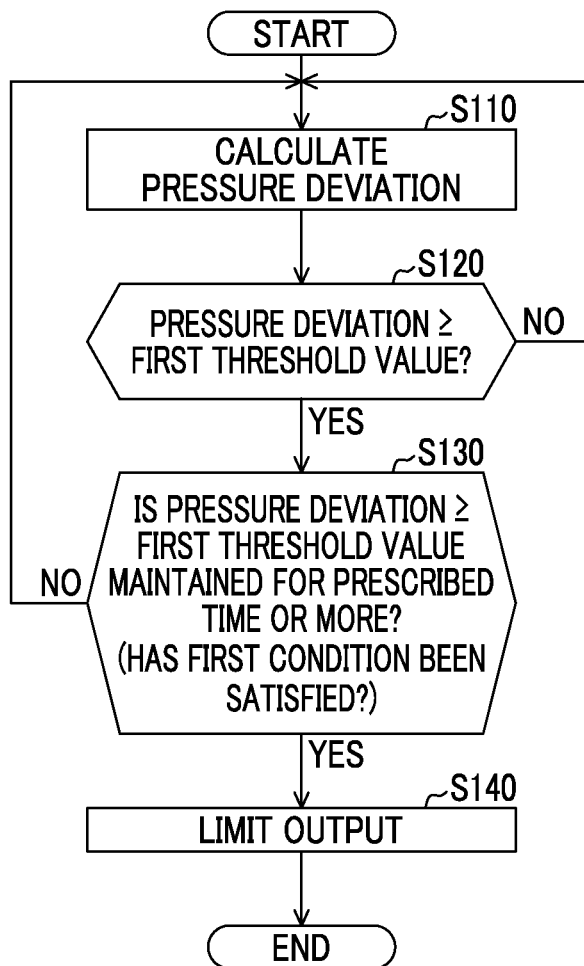 START
S110
CALCULATE
PRESSURE DEVIATION
S120
PRESSURE DEVIATION ≥
FIRST THRESHOLD VALUE?
NO
YES
S130
IS PRESSURE DEVIATION ≥
FIRST THRESHOLD VALUE
MAINTAINED FOR PRESCRIBED
TIME OR MORE?
(HAS FIRST CONDITION BEEN
SATISFIED?)
NO
YES
S140
LIMIT OUTPUT
END